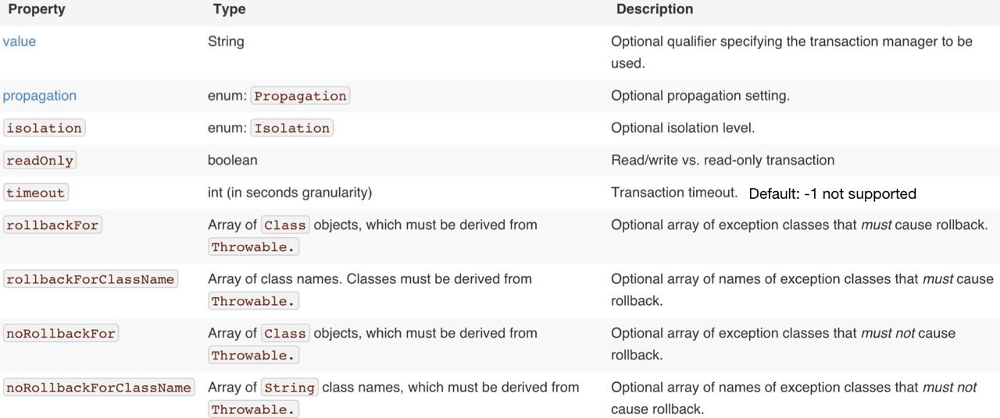 Property Type Description
value String Optional qualifier specifying the transaction manager to be
used.
propagation enum: Propagation Optional propagation setting.
isolation enum: Isolation Optional isolation level.
readOnly boolean Read/write vs. read-only transaction
timeout int (in seconds granularity) Transaction timeout. Default: -1 not supported
rollbackFor Array of Class objects, which must be derived from Optional array of exception classes that must cause rollback.
Throwable.
rollbackForClassName Array of class names. Classes must be derived from Optional array of names of exception classes that must cause
Throwable. rollback.
noRollbackFor Array of Class objects, which must be derived from Optional array of exception classes that must not cause
Throwable. rollback.
noRollbackForClassName Array of String class names, which must be derived from Optional array of names of exception classes that must not
Throwable. cause rollback.